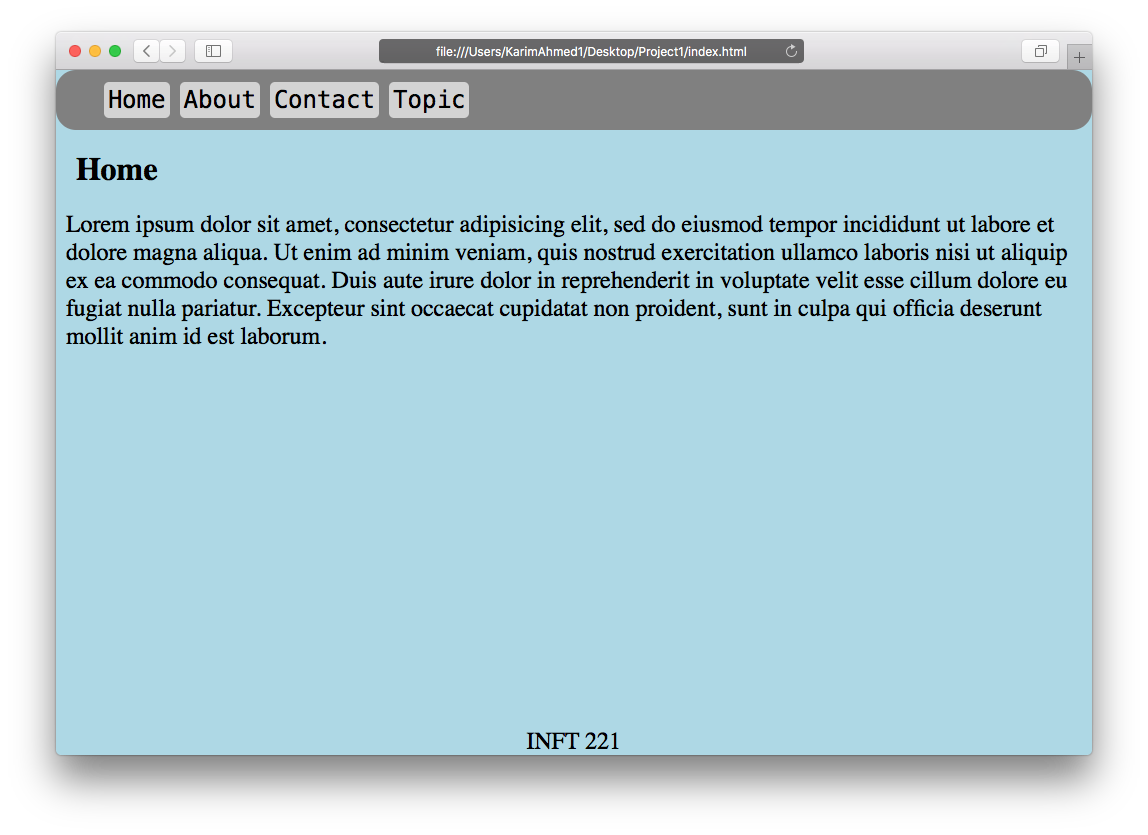 file:///Users/KarimAhmed1/Desktop/Project1/index.html
Home About Contact Topic
Home
Lorem ipsum dolor sit amet, consectetur adipisicing elit, sed do eiusmod tempor incididunt ut labore et
dolore magna aliqua. Ut enim ad minim veniam, quis nostrud exercitation ullamco laboris nisi ut aliquip
ex ea commodo consequat. Duis aute irure dolor in reprehenderit in voluptate velit esse cillum dolore eu
fugiat nulla pariatur. Excepteur sint occaecat cupidatat non proident, sunt in culpa qui officia deserunt
mollit anim id est laborum.
INFT 221